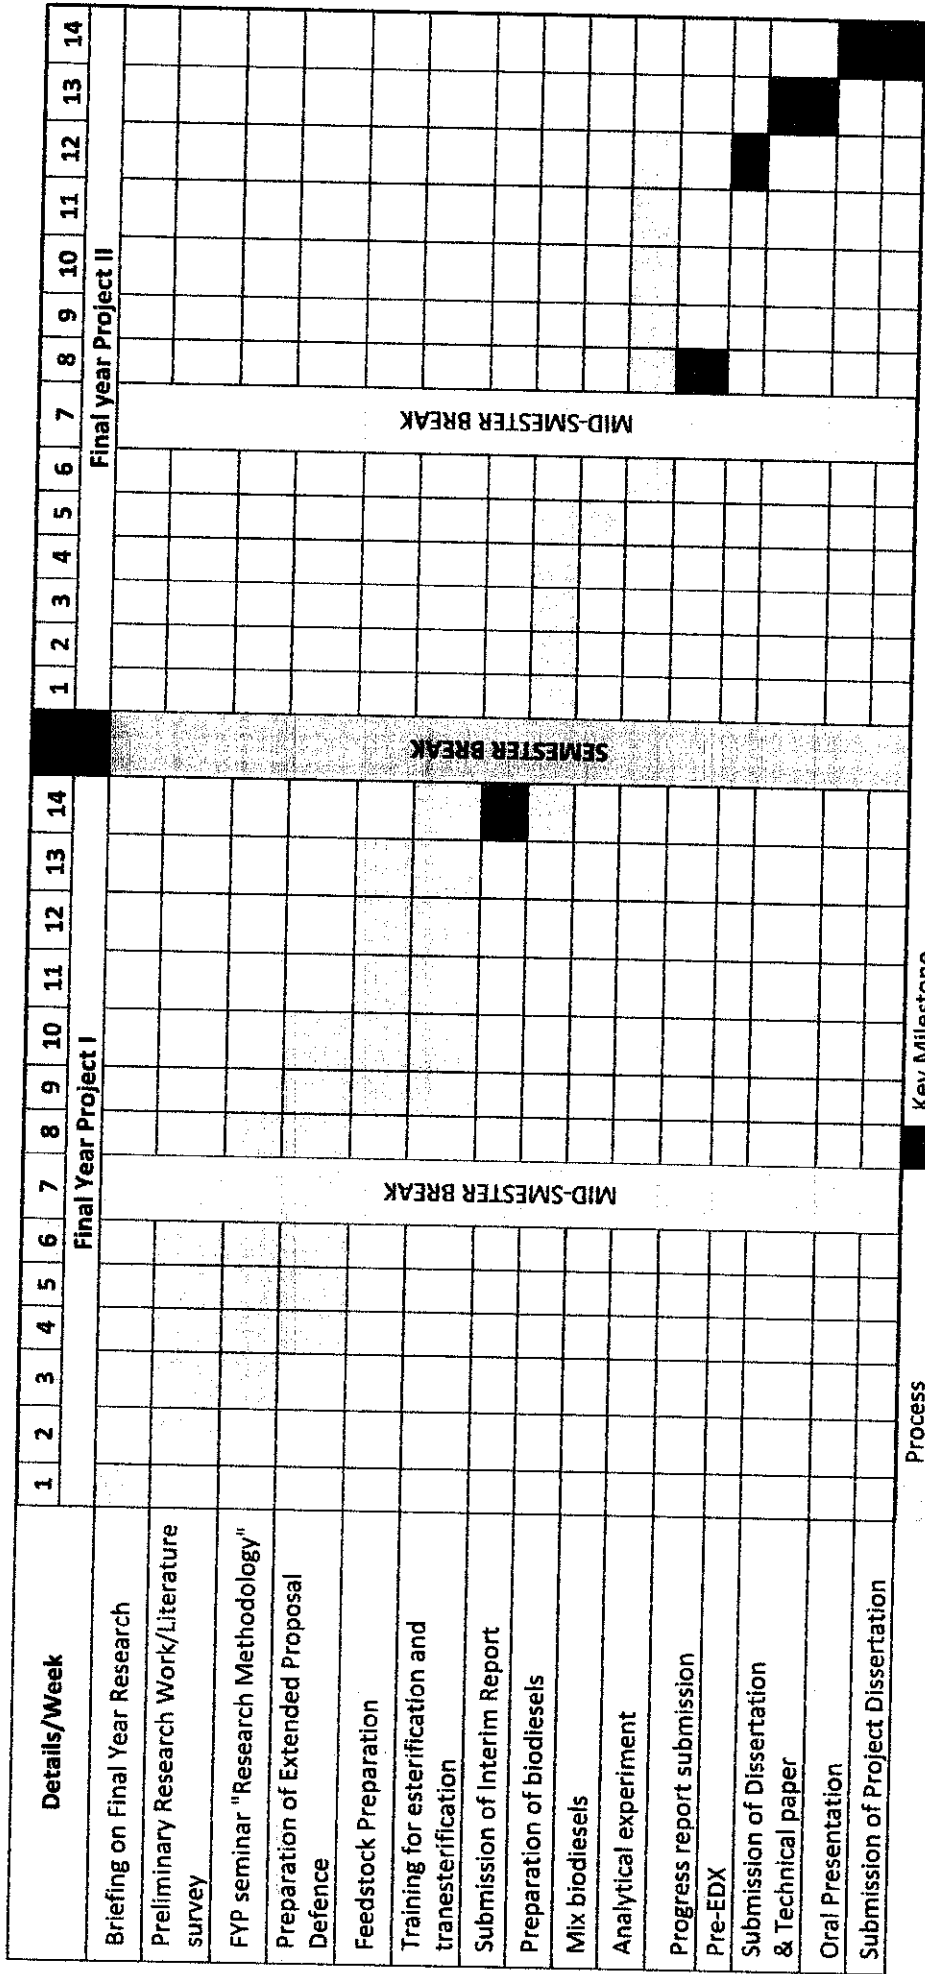 Details/Week 1 2 3 4 5 6 7 8 9 10 11 12 13 14 1 2 3 4 5 6 7 8 9 10 11 12 13 14
Final Year Project I Final year Project II
Briefing on Final Year Research
Preliminary Research Work/Literature
survey
FYP seminar "Research Methodology"
Preparation of Extended Proposal
Defence
Feedstock Preparation
Training for esterification and
tranesterification
Submission of Interim Report
Preparation of biodiesels
Mix biodiesels
Analytical experiment
Progress report submission
Pre-EDX
Submission of Dissertation
& Technical paper
Oral Presentation
Submission of Project Dissertation
MID-SMESTER BREAK
SEMESTER BREAK
MID-SMESTER BREAK
Process
Key Milestone